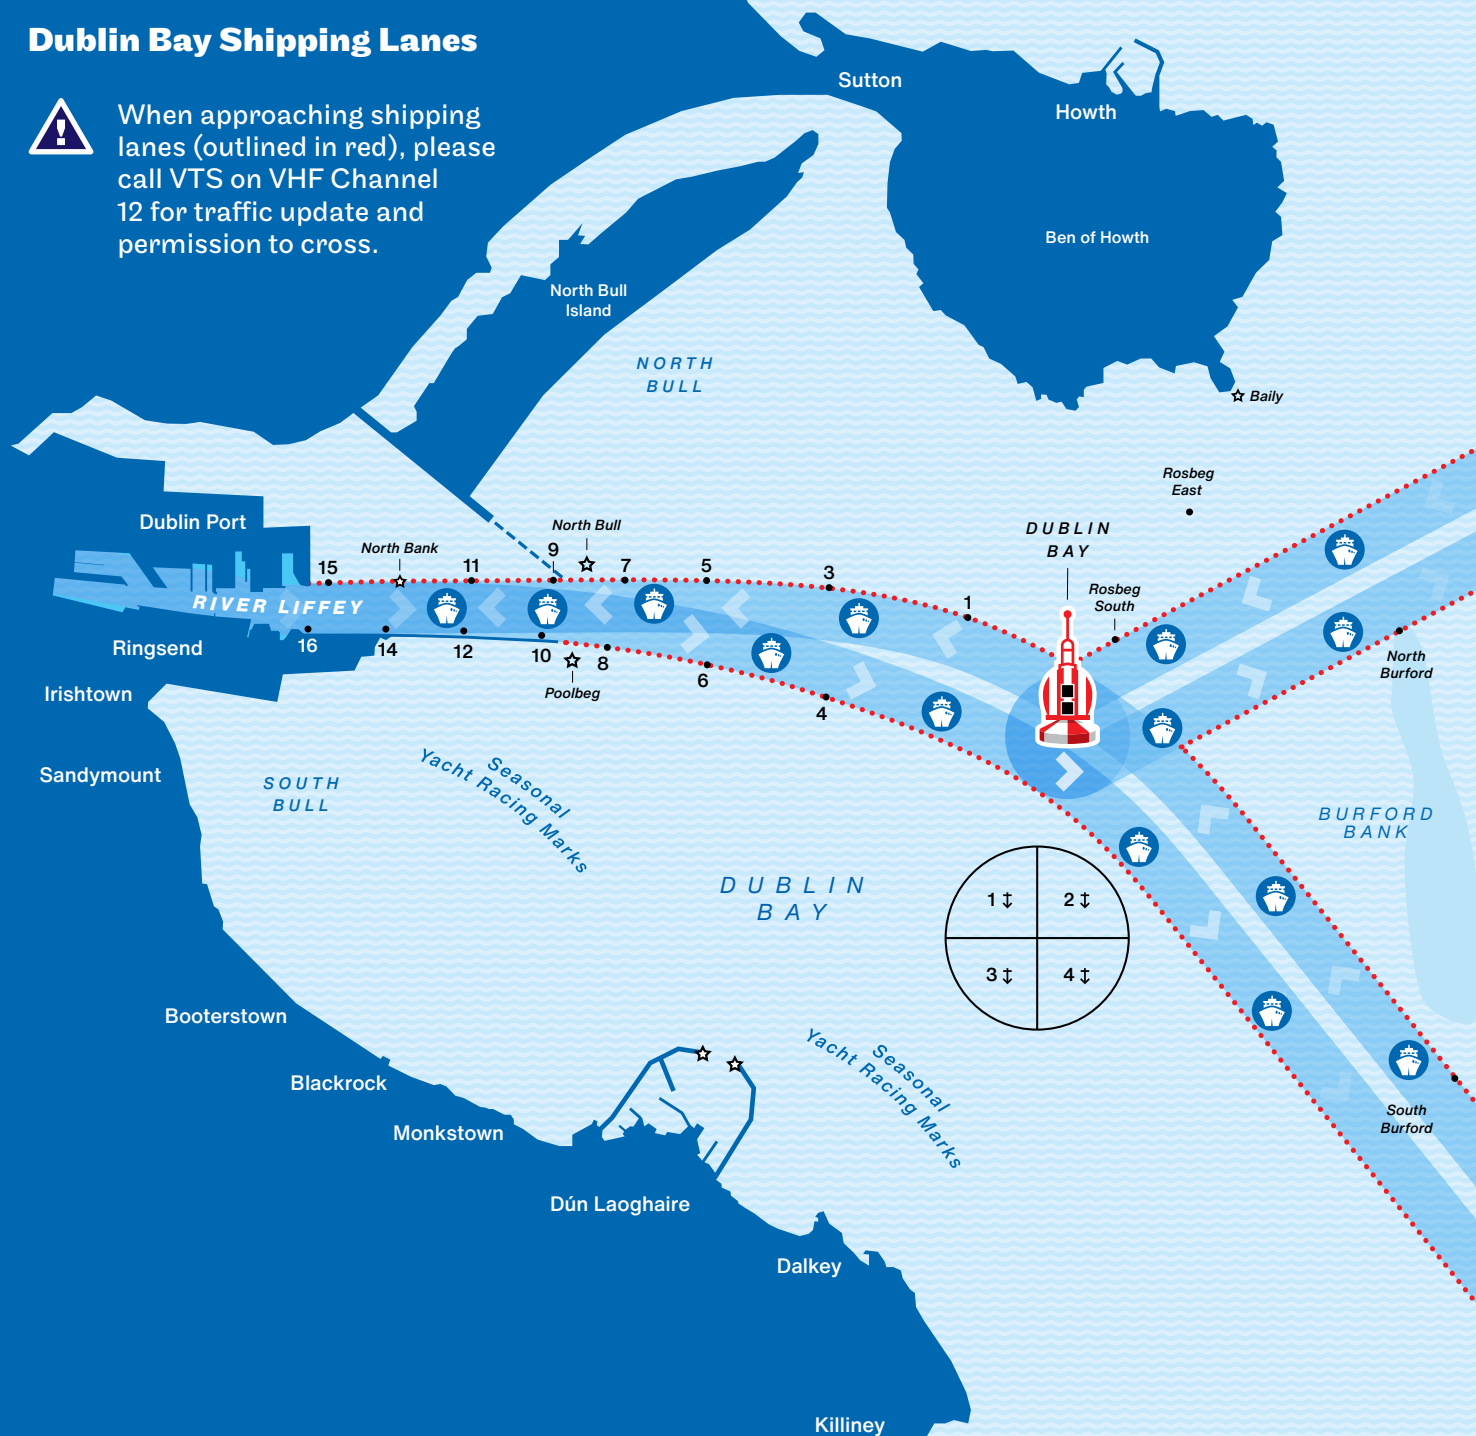 Dublin Bay Shipping Lanes
When approaching shipping
lanes (outlined in red), please
call VTS on VHF Channel
12 for traffic update and
permission to cross.
Sutton
Howth
Ben of Howth
North Bull
Island
NORTH
BULL
Baily
Rosbeg
East
DUBLIN
BAY
Rosbeg
South
Dublin Port
North Bank
North Bull
15
11
9
7
5
3
1
RIVER LIFFEY
16
14
12
10
8
6
4
Poolbeg
Ringsend
Irishtown
Sandymount
North
Burford
SOUTH
BULL
Seasonal
Yacht Racing Marks
BURFORD
BANK
DUBLIN
BAY
1
2
3
4
Booterstown
Blackrock
Monkstown
Seasonal
Yacht Racing Marks
South
Burford
Dún Laoghaire
Dalkey
Killiney